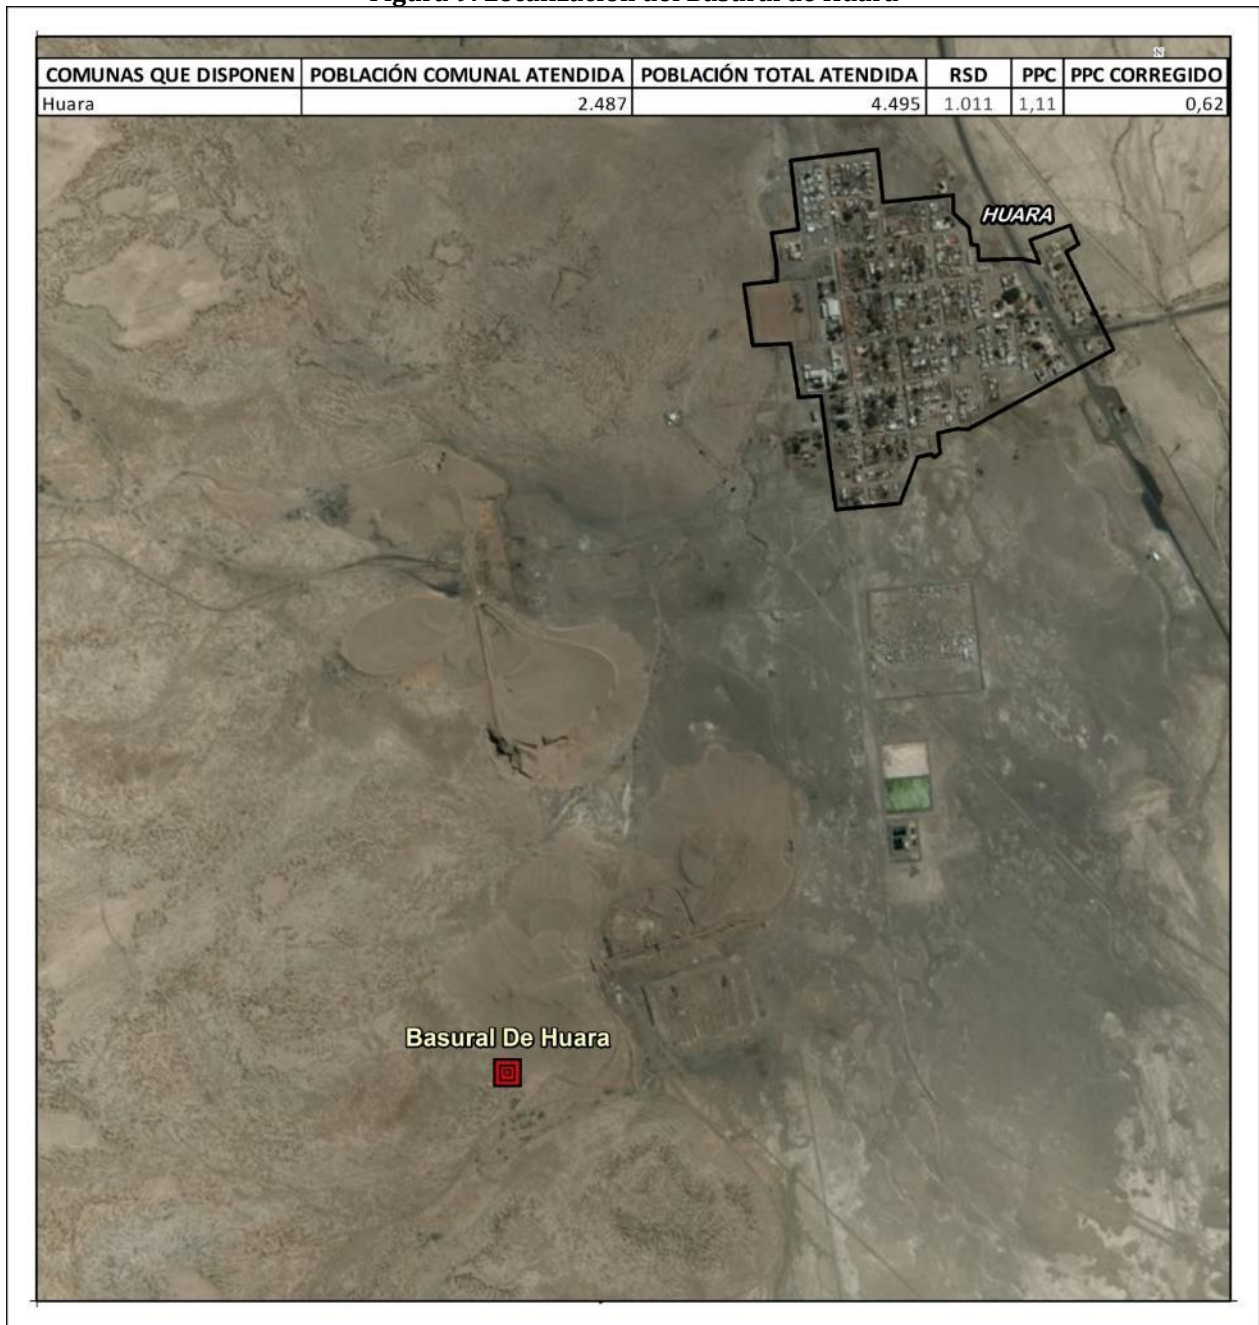 COMUNAS QUE DISPONEN POBLACIÓN COMUNAL ATENDIDA POBLACIÓN TOTAL ATENDIDA RSD PPC PPC CORREGIDO
Huara 2.487 4.495 1.011 1,11 0,62
N
HUARA
Basural De Huara